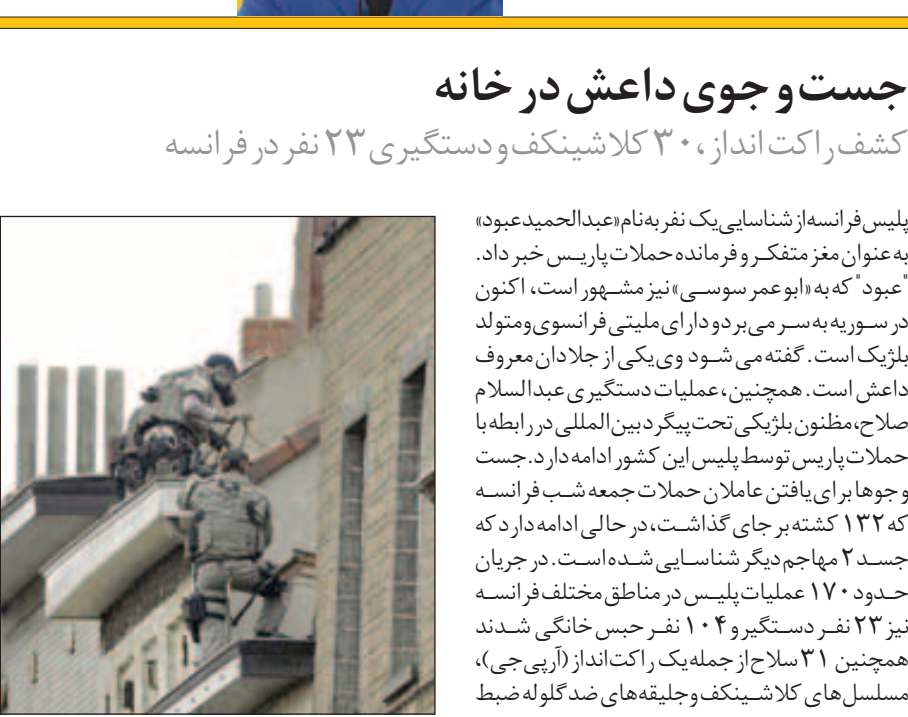 جست‌و جوی داعش در خانه
کشف راکت‌انداز، ۳۰ کلاشینکف و دستگیری ۲۳ نفر در فرانسه
پلیس فرانسه از شناسایی یک نفر به‌نام «عبدالحمید عبود»
به عنوان مغز متفکر و فرمانده حملات پاریس خبر داد.
"عبود" که به «ابوعمر سوسی» نیز مشهور است، اکنون
در سوریه به سر می‌برد و دارای ملیتی فرانسوی و متولد
بلژیک است. گفته می شود وی یکی از جلادان معروف
داعش است. همچنین، عملیات دستگیری عبدالسلام
صلاح، مظنون بلژیکی تحت پیگرد بین‌المللی در رابطه با
حملات پاریس توسط پلیس این کشور ادامه دارد. جست
و جوها برای یافتن عاملان حملات جمعه شب فرانسه
که ۱۳۲ کشته بر جای گذاشت، در حالی ادامه دارد که
جسد ۲ مهاجم دیگر شناسایی شده است. در جریان
حدود ۱۷۰ عملیات پلیس در مناطق مختلف فرانسه
نیز ۲۳ نفر دستگیر و ۱۰۴ نفر حبس خانگی شدند
همچنین ۳۱ سلاح از جمله یک راکت‌انداز (آرپی‌جی)،
مسلسل های کلاشینکف و جلیقه‌های ضد گلوله ضبط